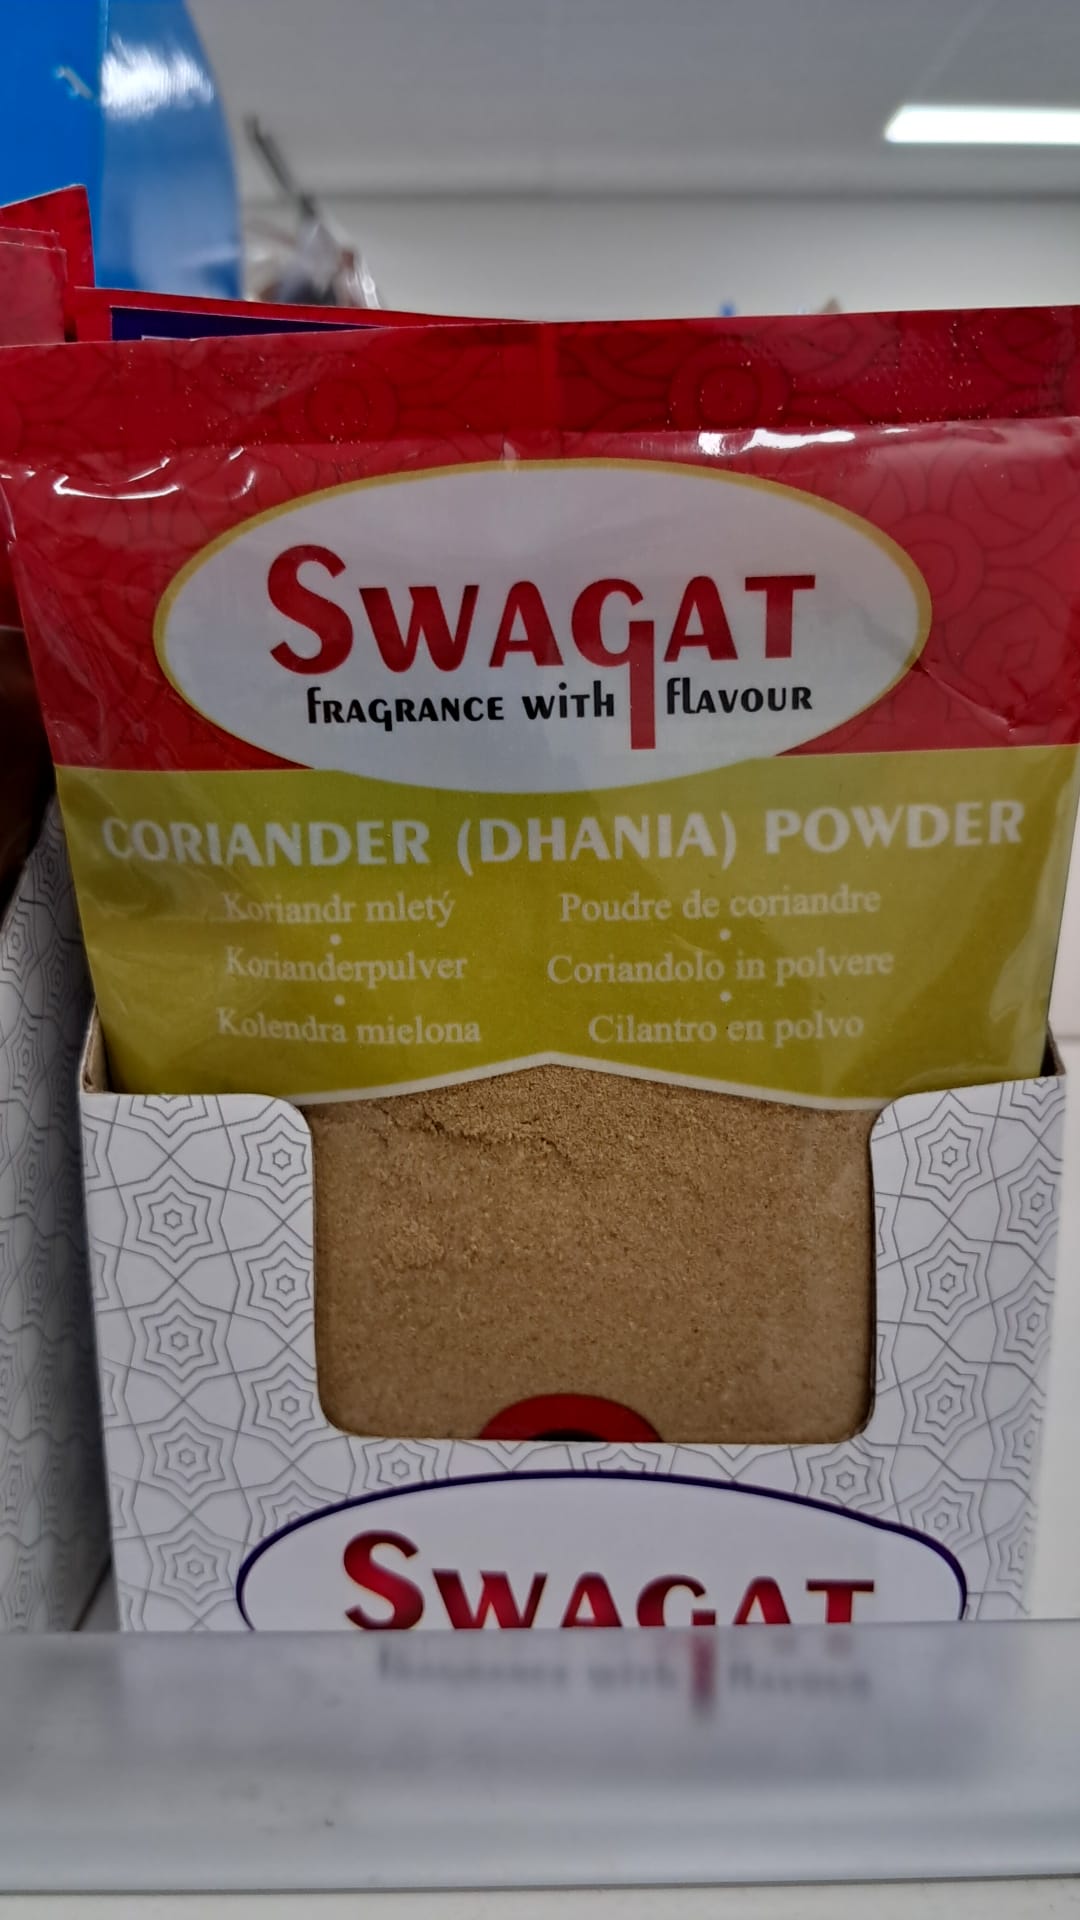 SWAGAT
FRAGRANCE WITH FLAVOUR
CORIANDER (DHANIA) POWDER
Koriandr mletý
Poudre de coriandre
Korianderpulver
Coriandolo in polvere
Kolendra mielona
Cilantro en polvo
SWAGAT